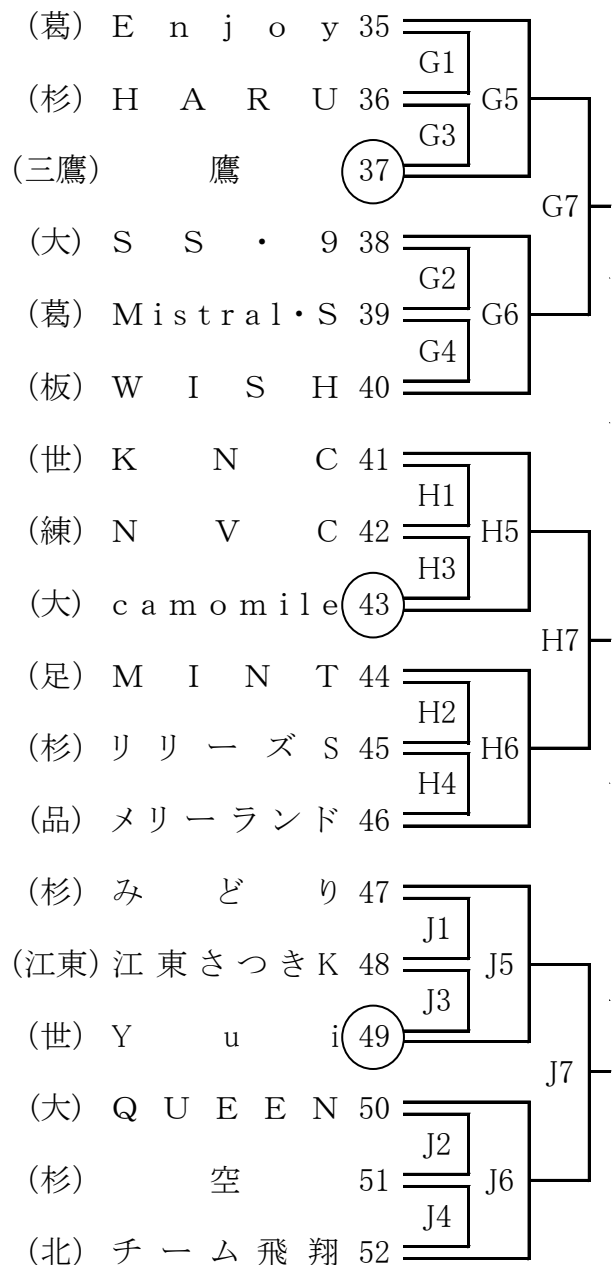 (葛) Enjoy 35
G1
(杉) HARU 36 G5
G3
(三鷹) 鷹 37
G7
(大) SS・9 38
G2
(葛) Mistral・S 39 G6
G4
(板) WISH 40
(世) KNC 41
H1
(練) NVC 42 H5
H3
(大) camomile 43
H7
(足) MINT 44
H2
(杉) リリーズS 45 H6
H4
(品) メリーランド 46
(杉) みどり 47
J1
(江東) 江東さつきK 48 J5
J3
(世) Yui 49
J7
(大) QUEEN 50
J2
(杉) 空 51 J6
J4
(北) チーム飛翔 52